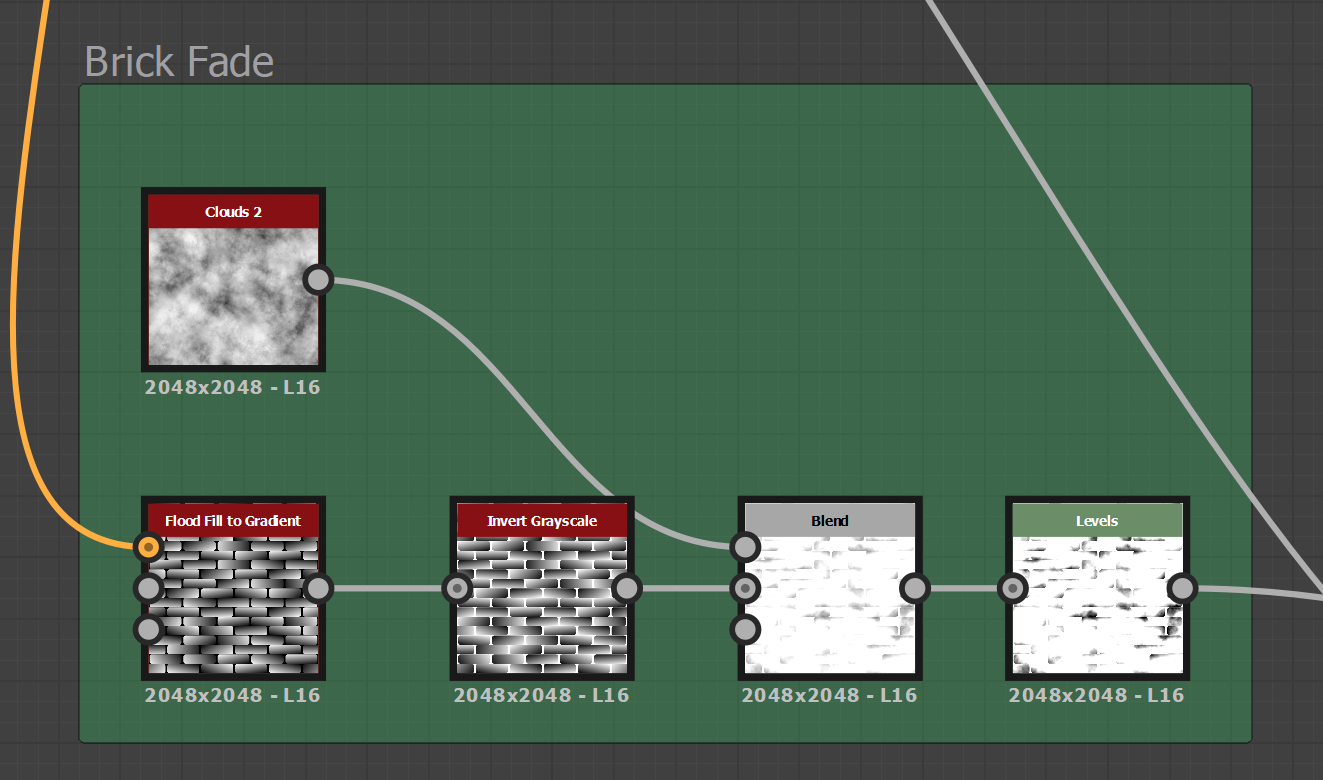 Brick Fade
Clouds 2
2048x2048 - L16
Flood Fill to Gradient
Invert Grayscale
Blend
Levels
2048x2048 - L16
2048x2048 - L16
2048x2048 - L16
2048x2048 - L16